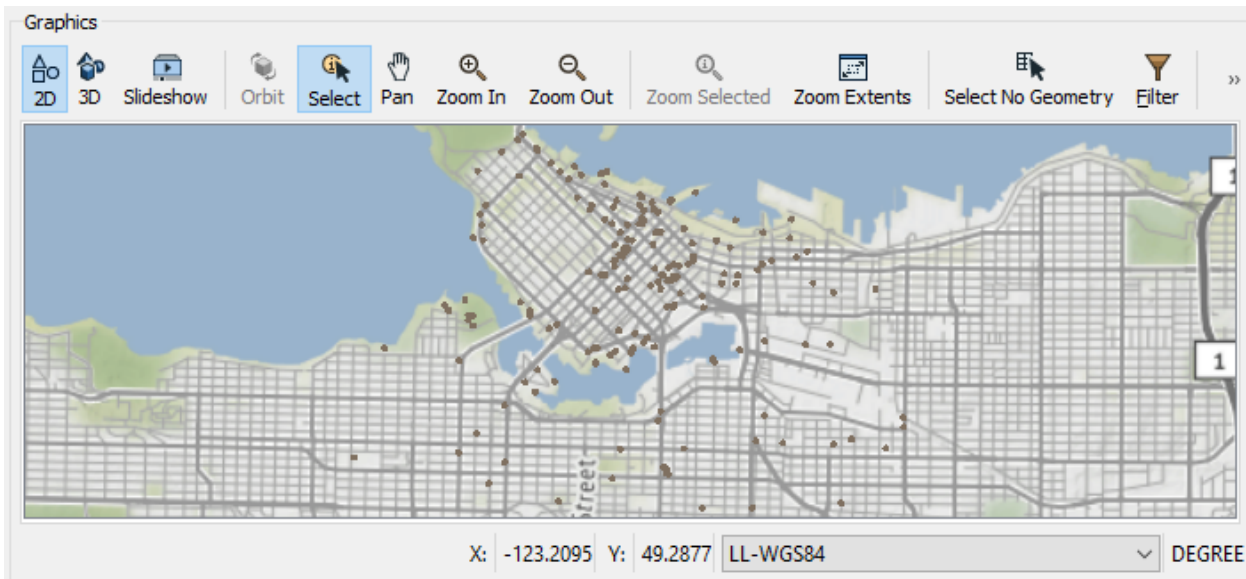 Graphics
2D 3D Slideshow Orbit Select Pan Zoom In Zoom Out Zoom Selected Zoom Extents Select No Geometry Filter »
1
1
Street
X: -123.2095 Y: 49.2877 LL-WGS84 DEGREE